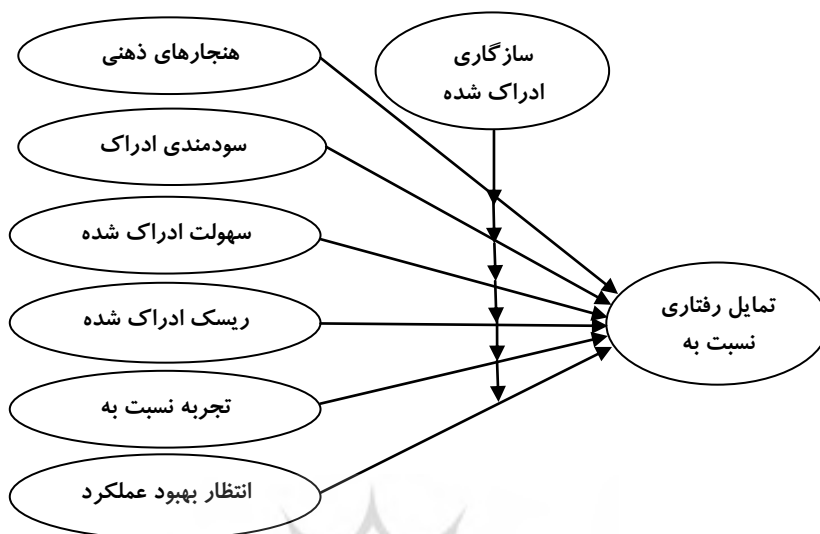 هنجارهای ذهنی
سازگاری
ادراک شده
سودمندی ادراک
سهولت ادراک شده
ریسک ادراک شده
تمایل رفتاری
نسبت به
تجربه نسبت به
انتظار بهبود عملکرد